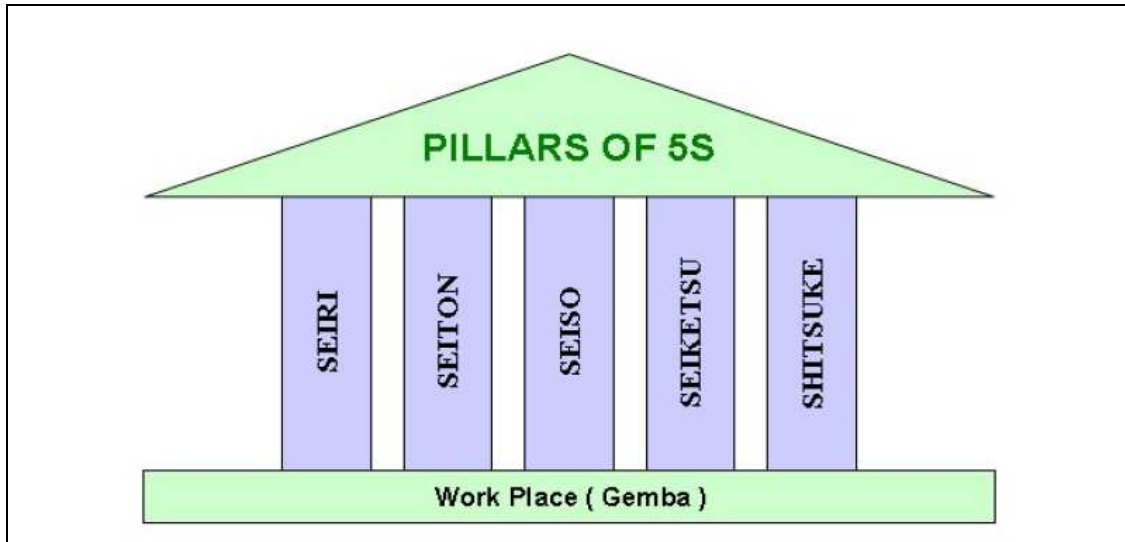 PILLARS OF 5S
SEIRI
SEITON
SEISO
SEIKETSU
SHITSUKE
Work Place ( Gemba )